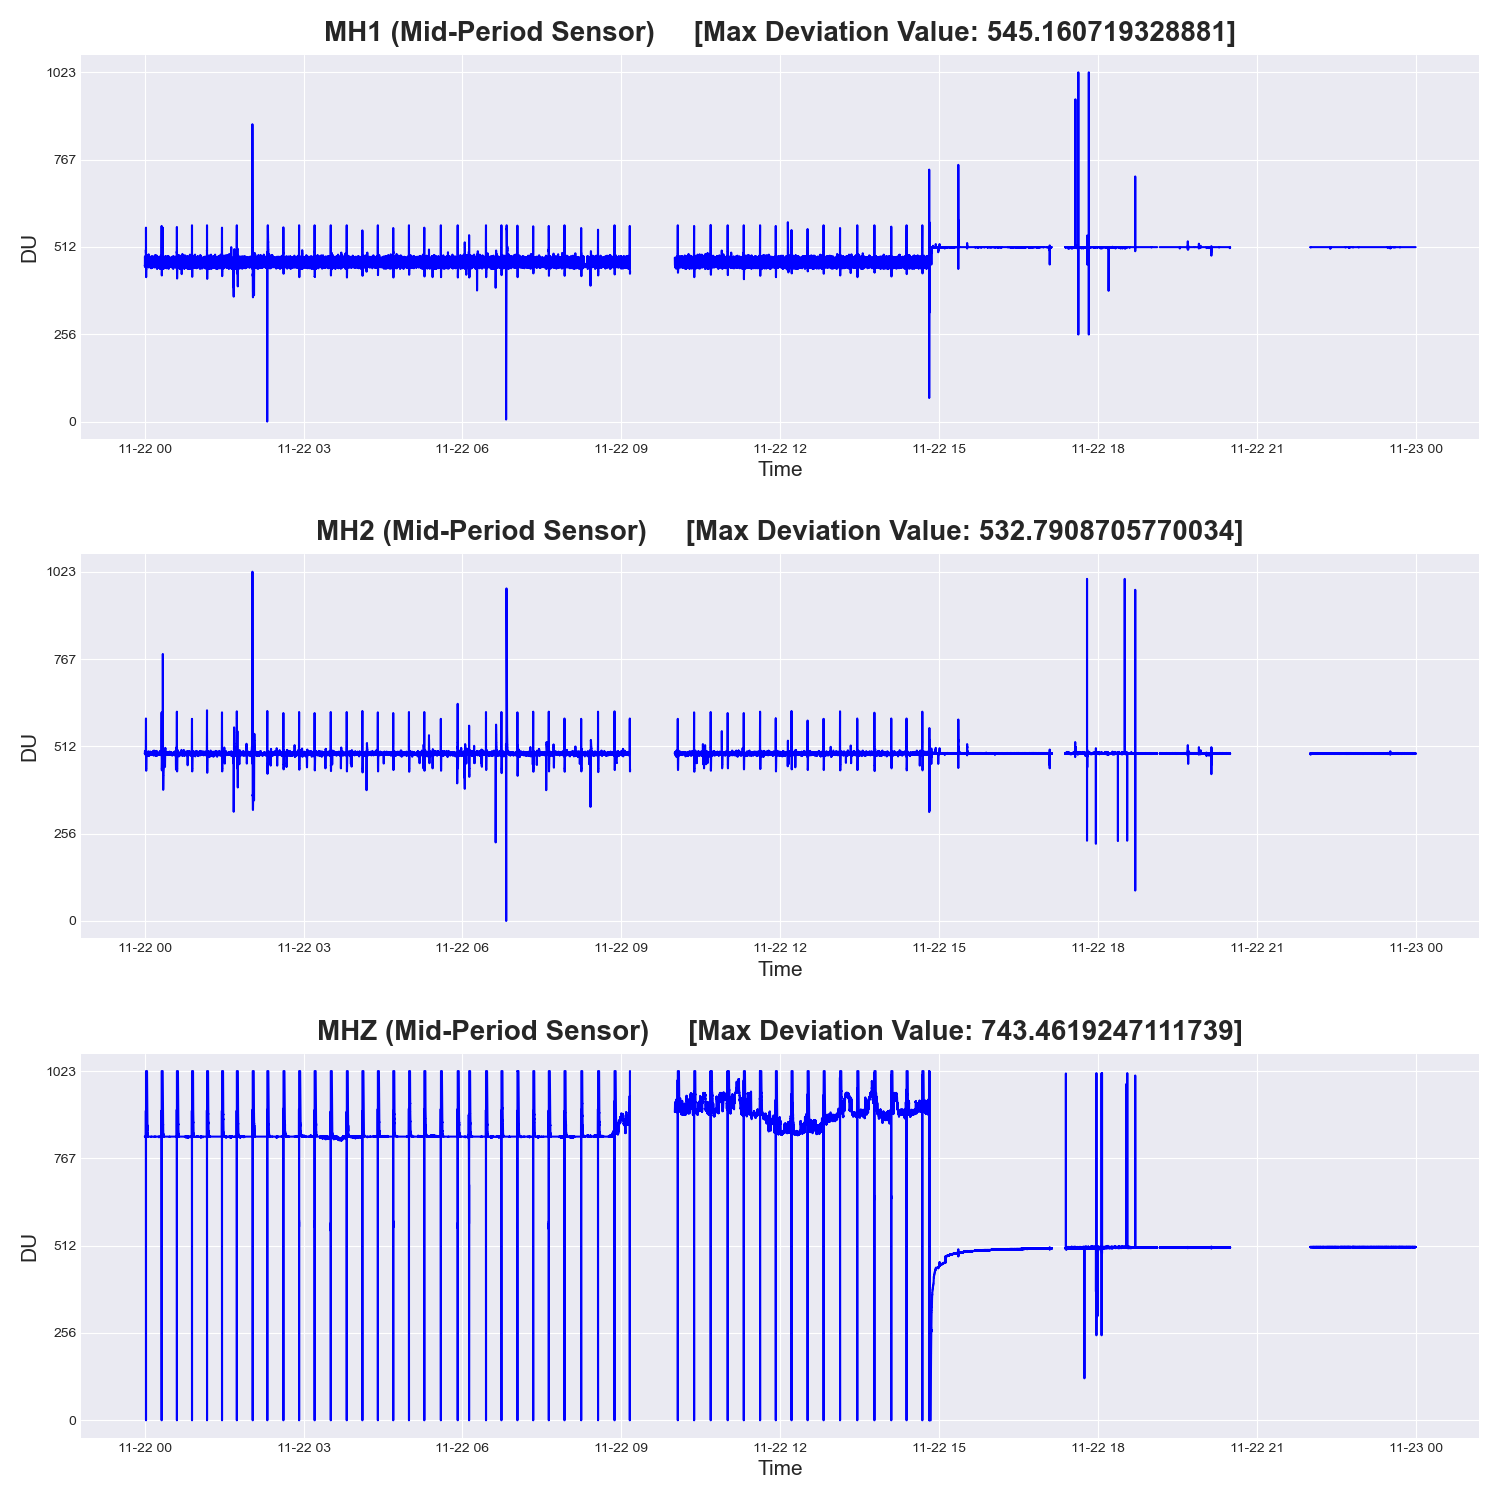 MH1 (Mid-Period Sensor) [Max Deviation Value: 545.160719328881]
1023
767
512
256
0
DU
11-22 00 11-22 03 11-22 06 11-22 09 11-22 12 11-22 15 11-22 18 11-22 21 11-23 00
Time
MH2 (Mid-Period Sensor) [Max Deviation Value: 532.7908705770034]
1023
767
512
256
0
DU
11-22 00 11-22 03 11-22 06 11-22 09 11-22 12 11-22 15 11-22 18 11-22 21 11-23 00
Time
MHZ (Mid-Period Sensor) [Max Deviation Value: 743.4619247111739]
1023
767
512
256
0
DU
11-22 00 11-22 03 11-22 06 11-22 09 11-22 12 11-22 15 11-22 18 11-22 21 11-23 00
Time